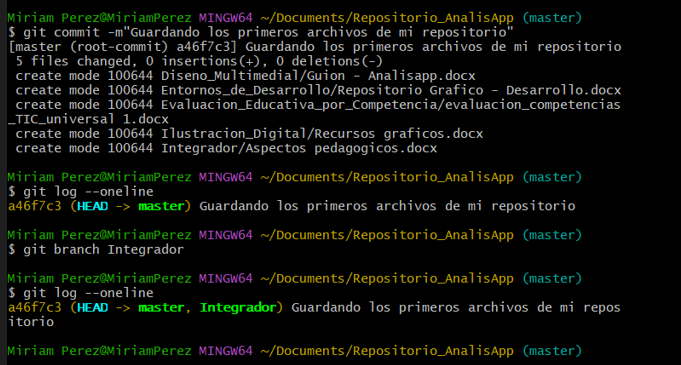 Miriam Perez@MiriamPerez MINGW64 ~/Documents/Repositorio_AnalisApp (master)
$ git commit -m"Guardando los primeros archivos de mi repositorio"
[master (root-commit) a46f7c3] Guardando los primeros archivos de mi repositorio
 5 files changed, 0 insertions(+), 0 deletions(-)
 create mode 100644 Diseno_Multimedial/Guion - Analisapp.docx
 create mode 100644 Entornos_de_Desarrollo/Repositorio Grafico - Desarrollo.docx
 create mode 100644 Evaluacion_Educativa_por_Competencia/evaluacion_competencias
_TIC_universal 1.docx
 create mode 100644 Ilustracion_Digital/Recursos graficos.docx
 create mode 100644 Integrador/Aspectos pedagogicos.docx
Miriam Perez@MiriamPerez MINGW64 ~/Documents/Repositorio_AnalisApp (master)
$ git log --oneline
a46f7c3 (HEAD -> master) Guardando los primeros archivos de mi repositorio
Miriam Perez@MiriamPerez MINGW64 ~/Documents/Repositorio_AnalisApp (master)
$ git branch Integrador
Miriam Perez@MiriamPerez MINGW64 ~/Documents/Repositorio_AnalisApp (master)
$ git log --oneline
a46f7c3 (HEAD -> master, Integrador) Guardando los primeros archivos de mi repos
itorio
Miriam Perez@MiriamPerez MINGW64 ~/Documents/Repositorio_AnalisApp (master)